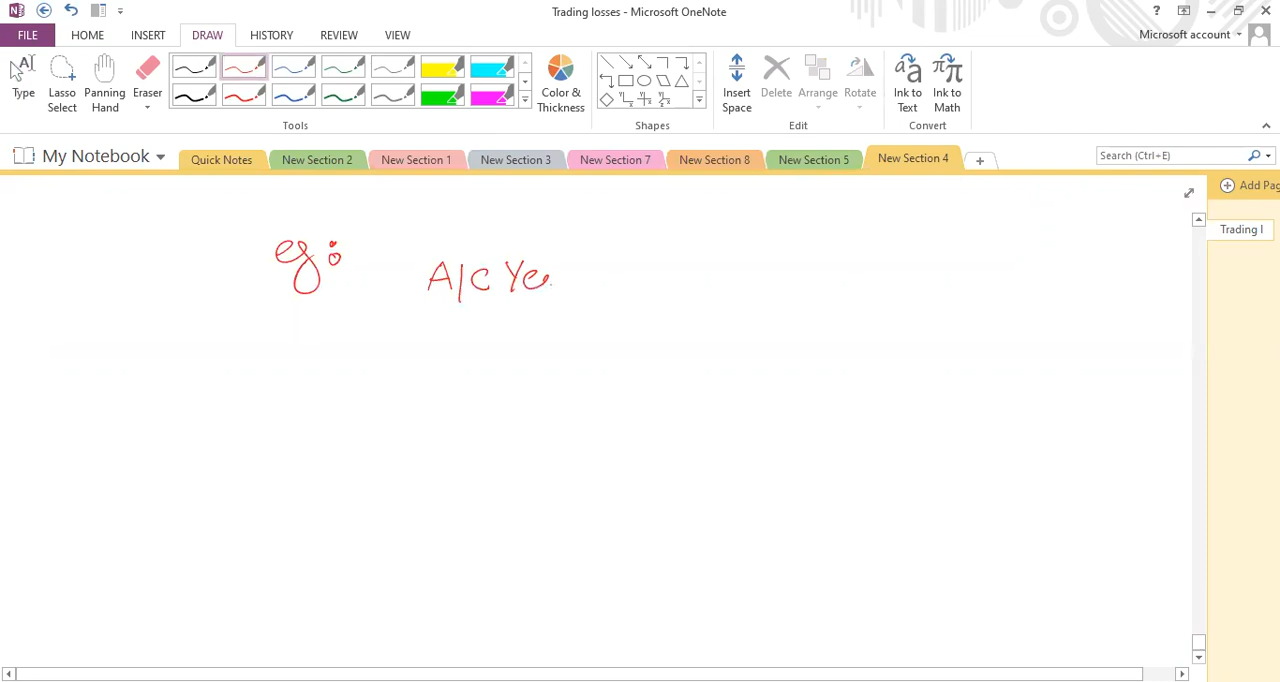 Trading losses - Microsoft OneNote
?
Microsoft account
FILE HOME INSERT DRAW HISTORY REVIEW VIEW
Type
Lasso Select
Panning Hand
Eraser
Color & Thickness
Insert Space
Delete
Arrange
Rotate
Ink to Text
Ink to Math
Tools
Shapes
Edit
Convert
My Notebook
Quick Notes
New Section 2
New Section 1
New Section 3
New Section 7
New Section 8
New Section 5
New Section 4
Search (Ctrl+E)
Add Pag
Trading l
eg:
A/C Yea